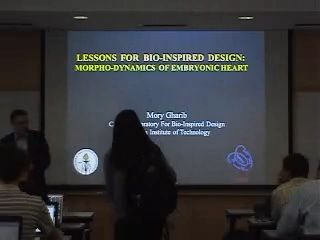 LESSONS FOR BIO-INSPIRED DESIGN:
MORPHO-DYNAMICS OF EMBRYONIC HEART
Mory Gharib
Laboratory For Bio-Inspired Design
Institute of Technology